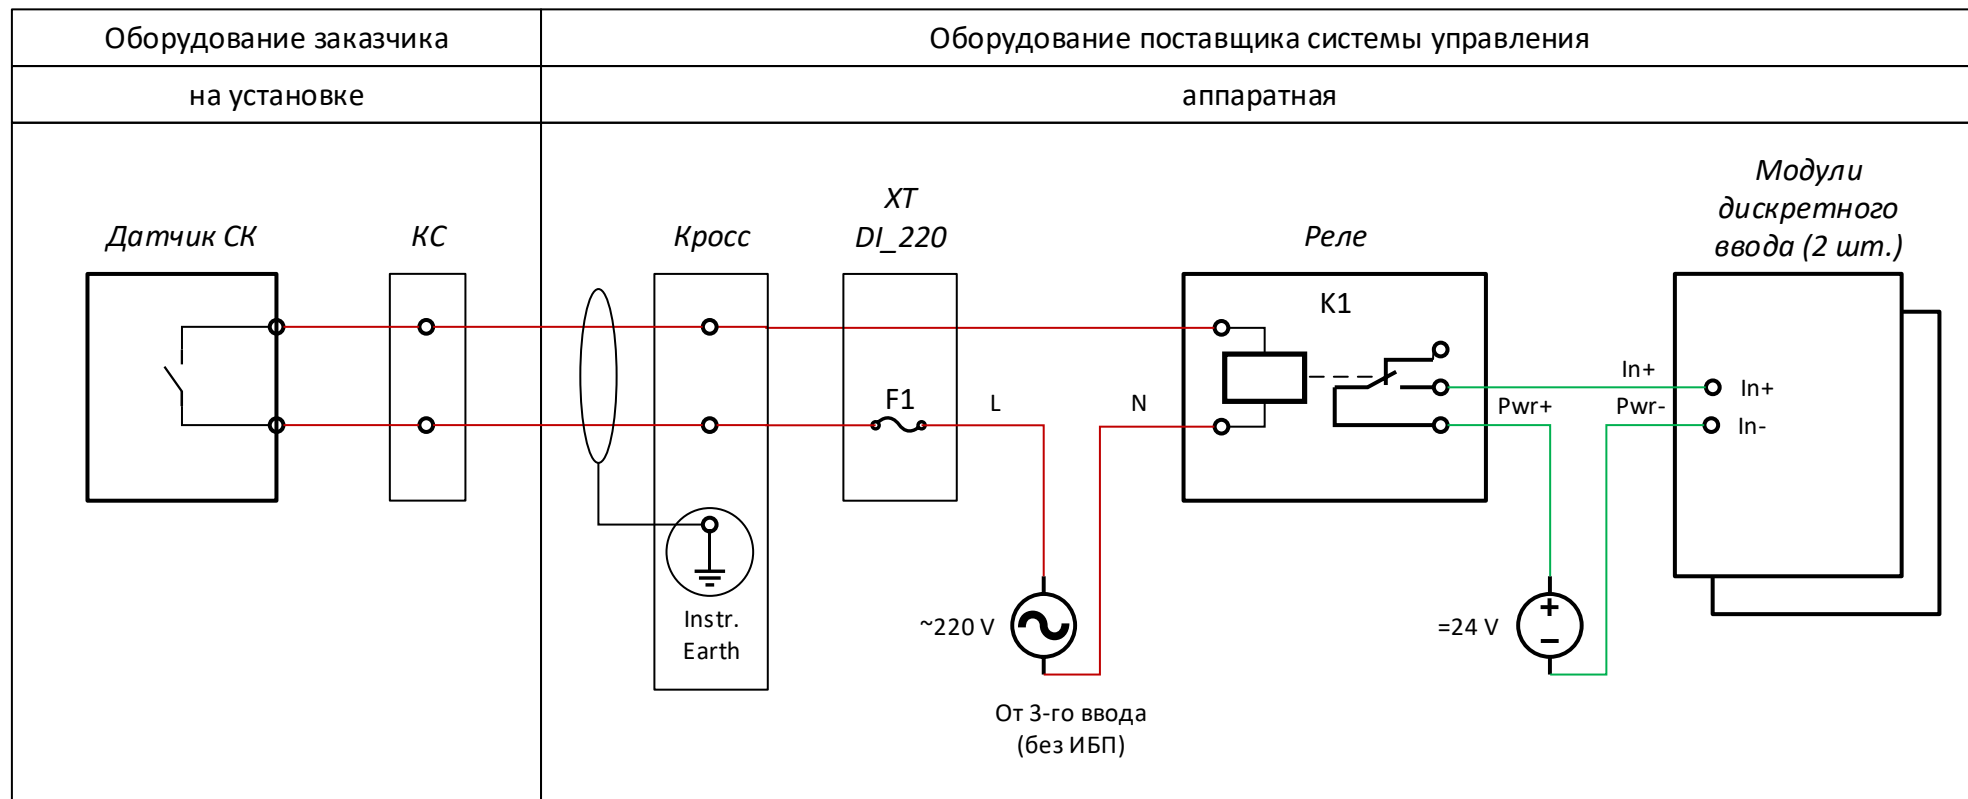 Оборудование заказчика
Оборудование поставщика системы управления
на установке
аппаратная
Датчик СК
КС
Кросс
XT
DI_220
Реле
Модули
дискретного
ввода (2 шт.)
K1
F1
L
N
In+
Pwr+
Pwr-
In+
In-
Instr.
Earth
~220 V
=24 V
От 3-го ввода
(без ИБП)